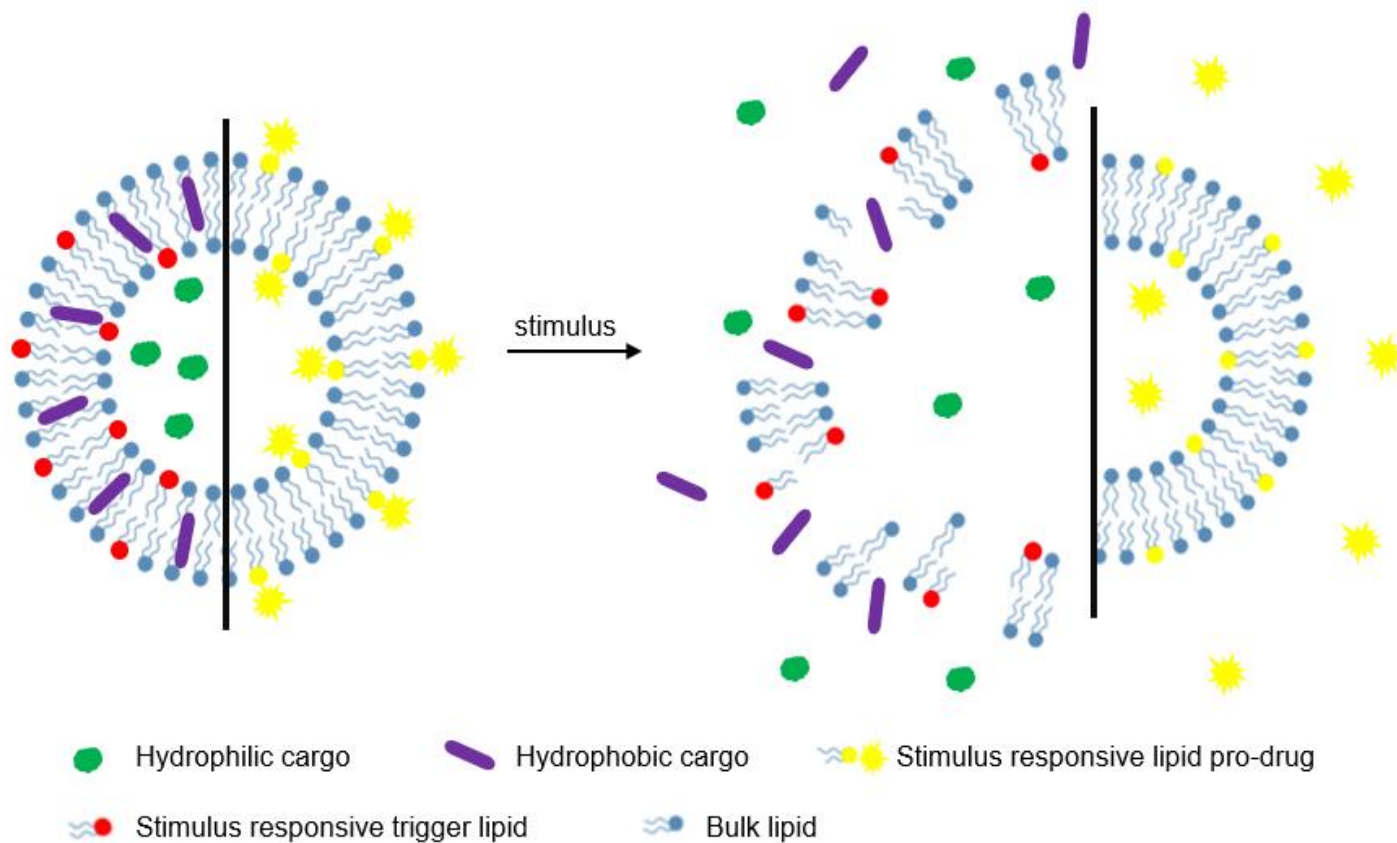 stimulus
Hydrophilic cargo
Hydrophobic cargo
Stimulus responsive lipid pro-drug
Stimulus responsive trigger lipid
Bulk lipid